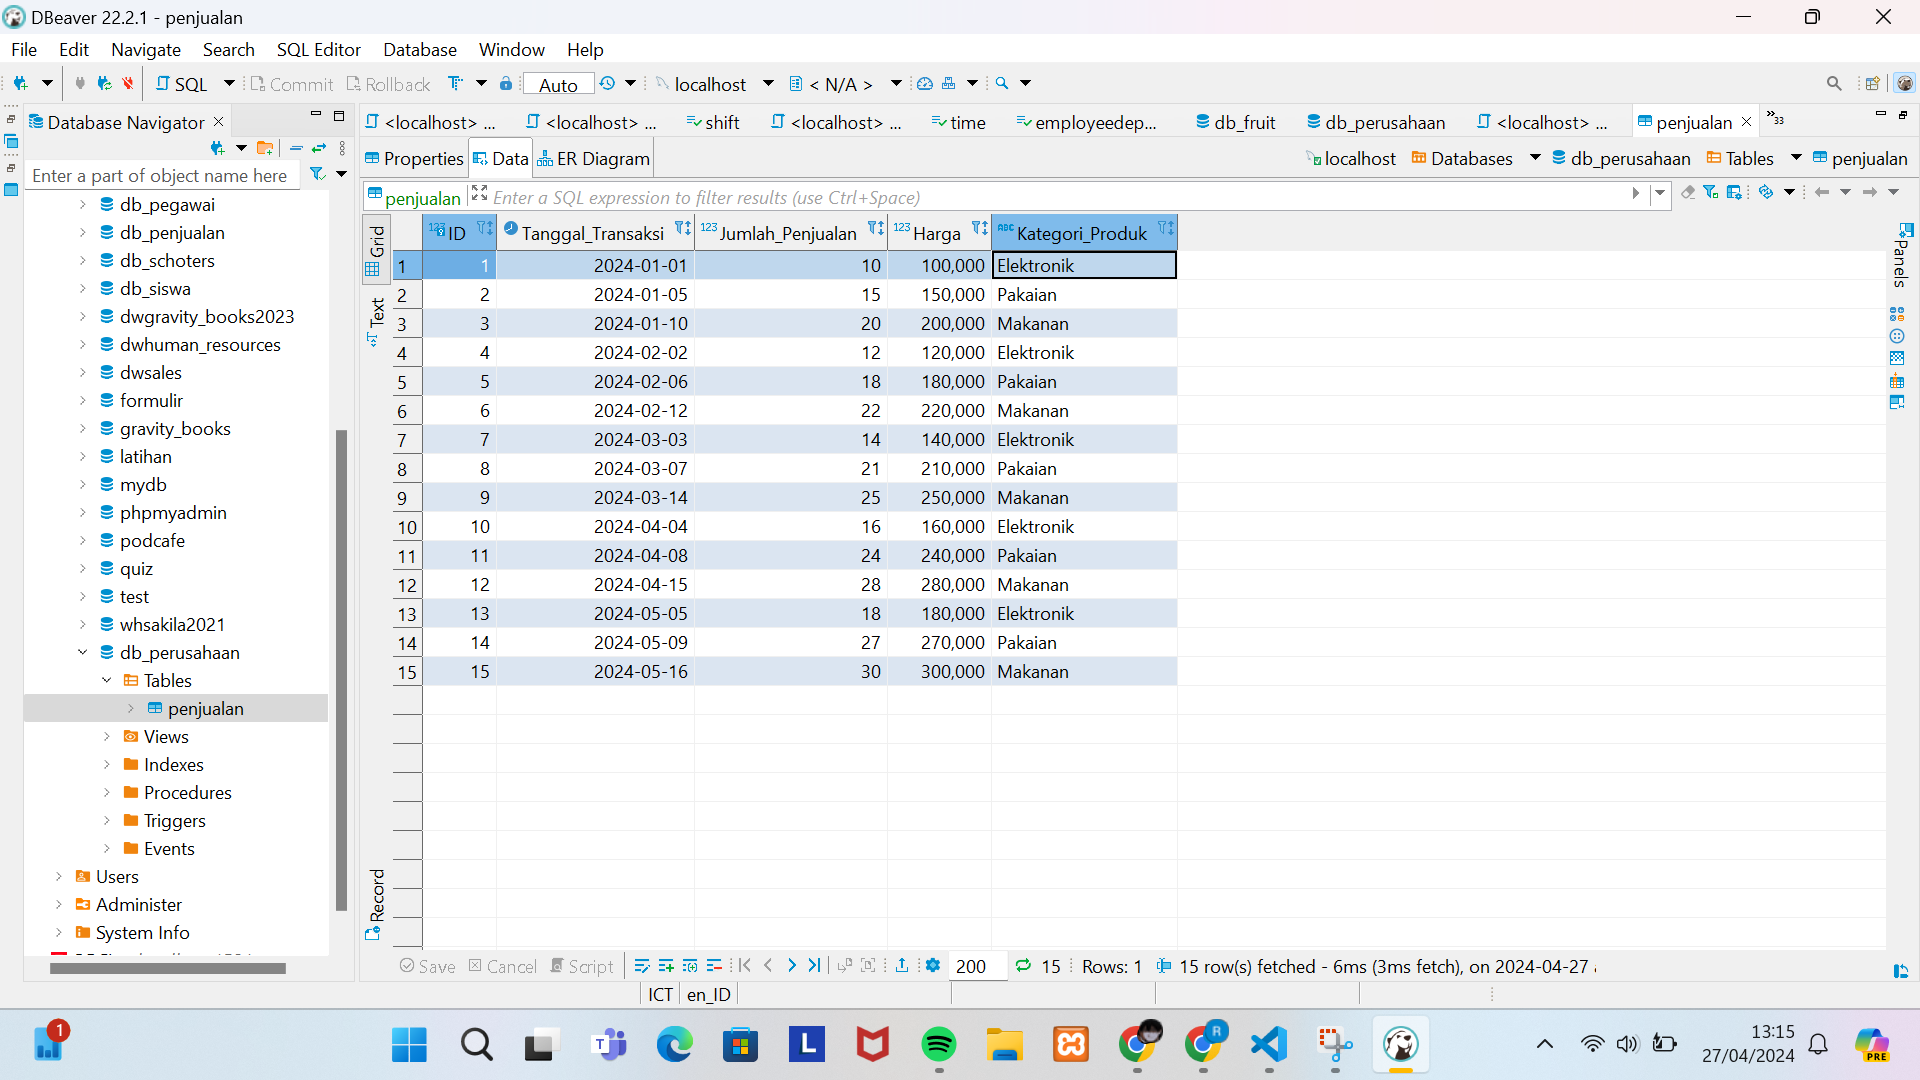 DBeaver 22.2.1 - penjualan
File Edit Navigate Search SQL Editor Database Window Help
SQL Commit Rollback Auto localhost < N/A >
Database Navigator
Enter a part of object name here
db_pegawai
db_penjualan
db_schoters
db_siswa
dwgravity_books2023
dwhuman_resources
dwsales
formulir
gravity_books
latihan
mydb
phpmyadmin
podcafe
quiz
test
whsakila2021
db_perusahaan
Tables
penjualan
Views
Indexes
Procedures
Triggers
Events
Users
Administer
System Info
<localhost> ... <localhost> ... shift <localhost> ... time employeedep... db_fruit db_perusahaan <localhost> ... penjualan »33
Properties Data ER Diagram localhost Databases db_perusahaan Tables penjualan
penjualan Enter a SQL expression to filter results (use Ctrl+Space)
Grid
Text
Record
Panels
123 ID Tanggal_Transaksi 123 Jumlah_Penjualan 123 Harga ABC Kategori_Produk
1 1 2024-01-01 10 100,000 Elektronik
2 2 2024-01-05 15 150,000 Pakaian
3 3 2024-01-10 20 200,000 Makanan
4 4 2024-02-02 12 120,000 Elektronik
5 5 2024-02-06 18 180,000 Pakaian
6 6 2024-02-12 22 220,000 Makanan
7 7 2024-03-03 14 140,000 Elektronik
8 8 2024-03-07 21 210,000 Pakaian
9 9 2024-03-14 25 250,000 Makanan
10 10 2024-04-04 16 160,000 Elektronik
11 11 2024-04-08 24 240,000 Pakaian
12 12 2024-04-15 28 280,000 Makanan
13 13 2024-05-05 18 180,000 Elektronik
14 14 2024-05-09 27 270,000 Pakaian
15 15 2024-05-16 30 300,000 Makanan
Save Cancel Script 200 15 Rows: 1 15 row(s) fetched - 6ms (3ms fetch), on 2024-04-27
ICT en_ID
1
L
R
13:15
27/04/2024
PRE